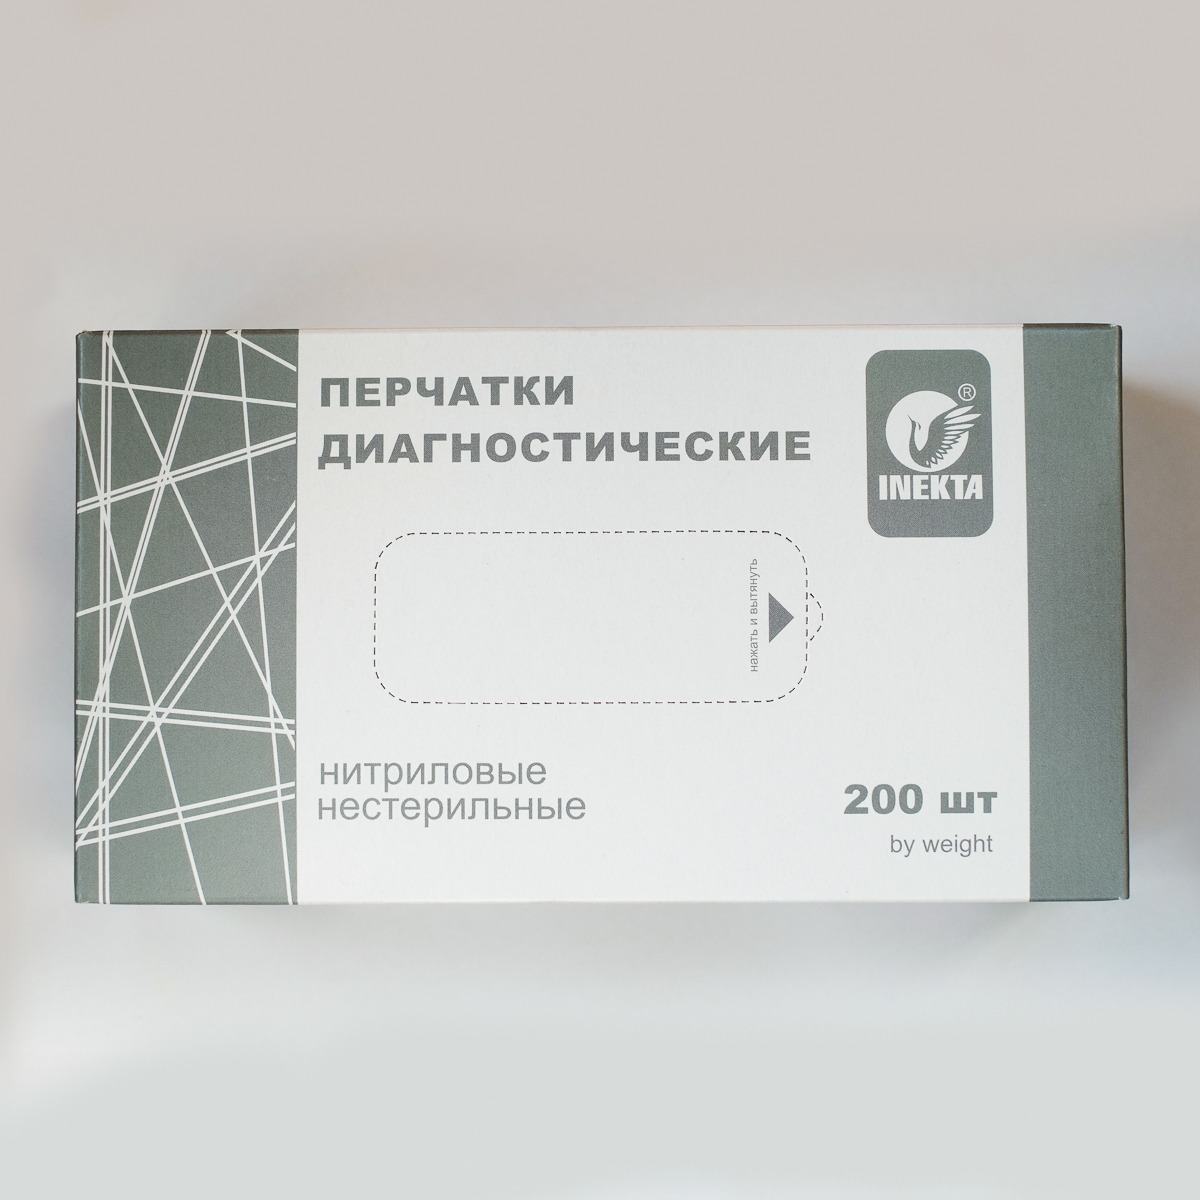 ПЕРЧАТКИ
ДИАГНОСТИЧЕСКИЕ
®
INEKTA
нажать и вытянуть
нитриловые
нестерильные
200 шт
by weight